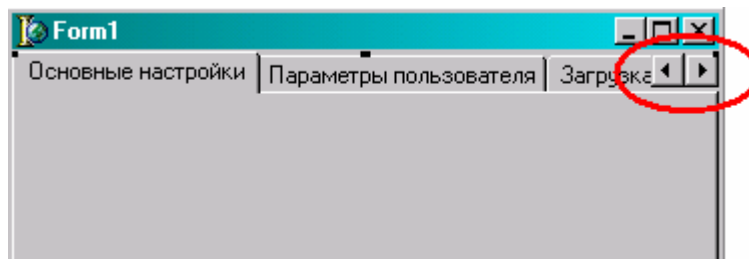 Form1
Основные настройки Параметры пользователя Загрузка